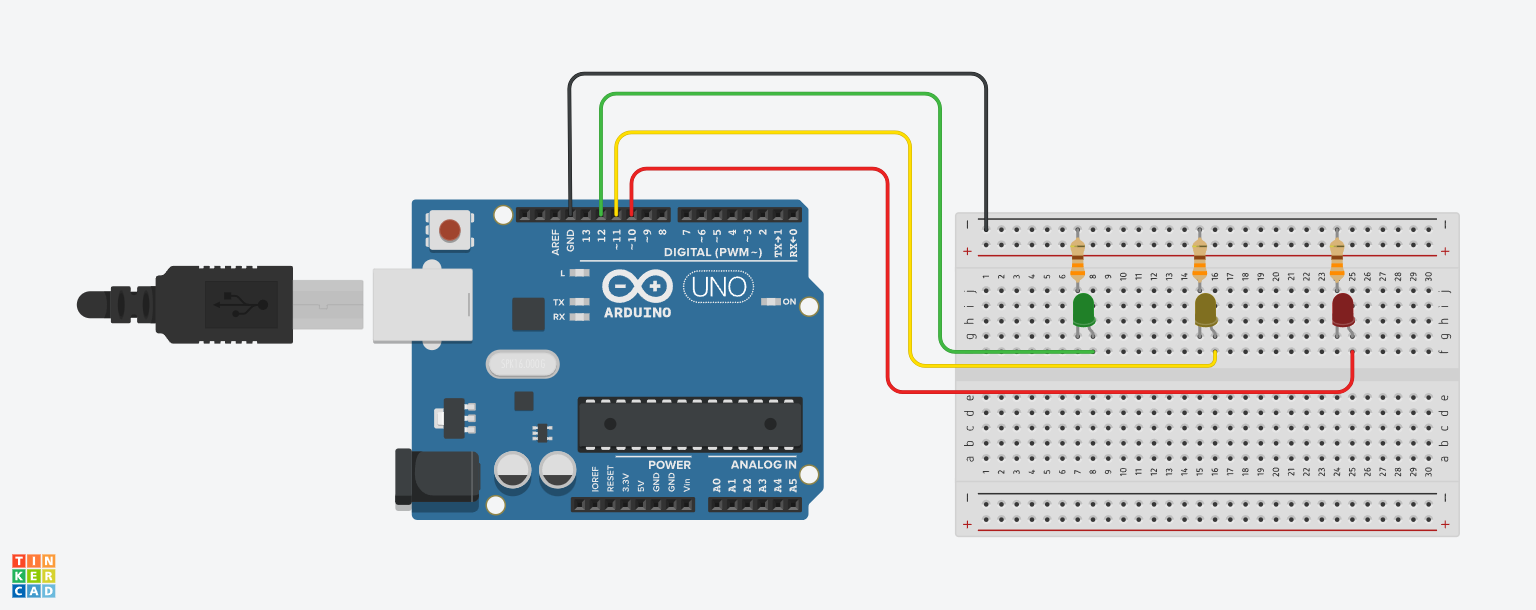 − −
+ +
1 2 3 4 5 6 7 8 9 10 11 12 13 14 15 16 17 18 19 20 21 22 23 24 25 26 27 28 29 30
j j
i i
h h
g g
f f
e e
d d
c c
b b
a a
1 2 3 4 5 6 7 8 9 10 11 12 13 14 15 16 17 18 19 20 21 22 23 24 25 26 27 28 29 30
− −
+ +
AREF GND 13 12 ~11 ~10 ~9 8 7 ~6 ~5 4 ~3 2 TX→1 RX←0
DIGITAL (PWM~)
L
TX
RX
ARDUINO
UNO
ON
POWER
ANALOG IN
IOREF RESET 3.3V 5V GND GND Vin A0 A1 A2 A3 A4 A5
TIN
KER
CAD